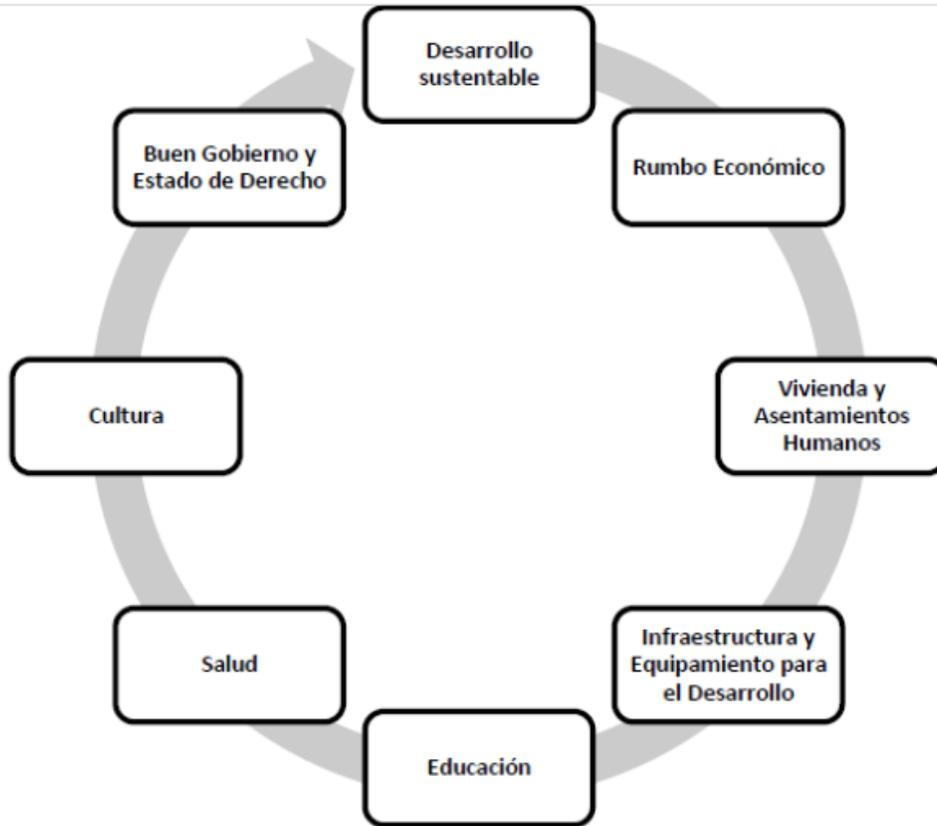 Desarrollo
sustentable
Rumbo Económico
Vivienda y
Asentamientos
Humanos
Infraestructura y
Equipamiento para
el Desarrollo
Educación
Salud
Cultura
Buen Gobierno y
Estado de Derecho